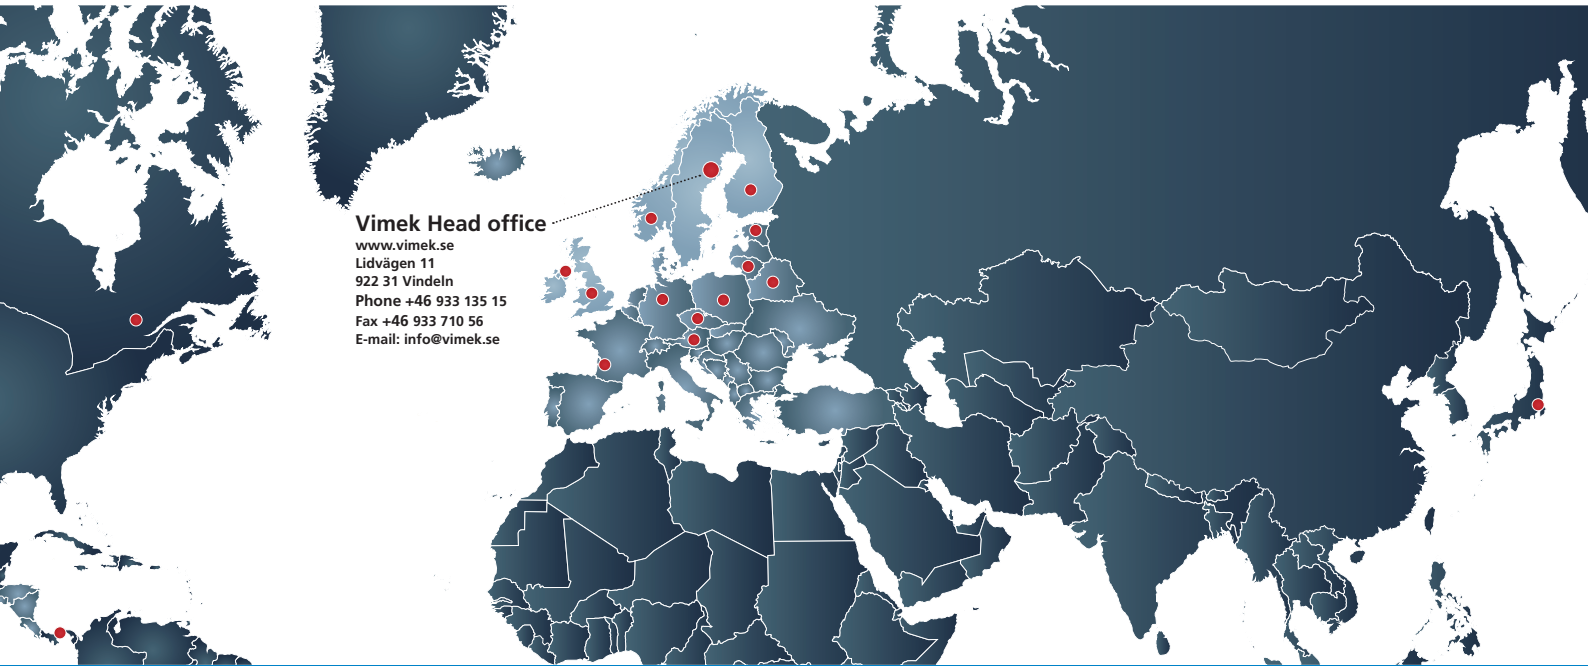 Vimek Head office
www.vimek.se
Lidvägen 11
922 31 Vindeln
Phone +46 933 135 15
Fax +46 933 710 56
E-mail: info@vimek.se